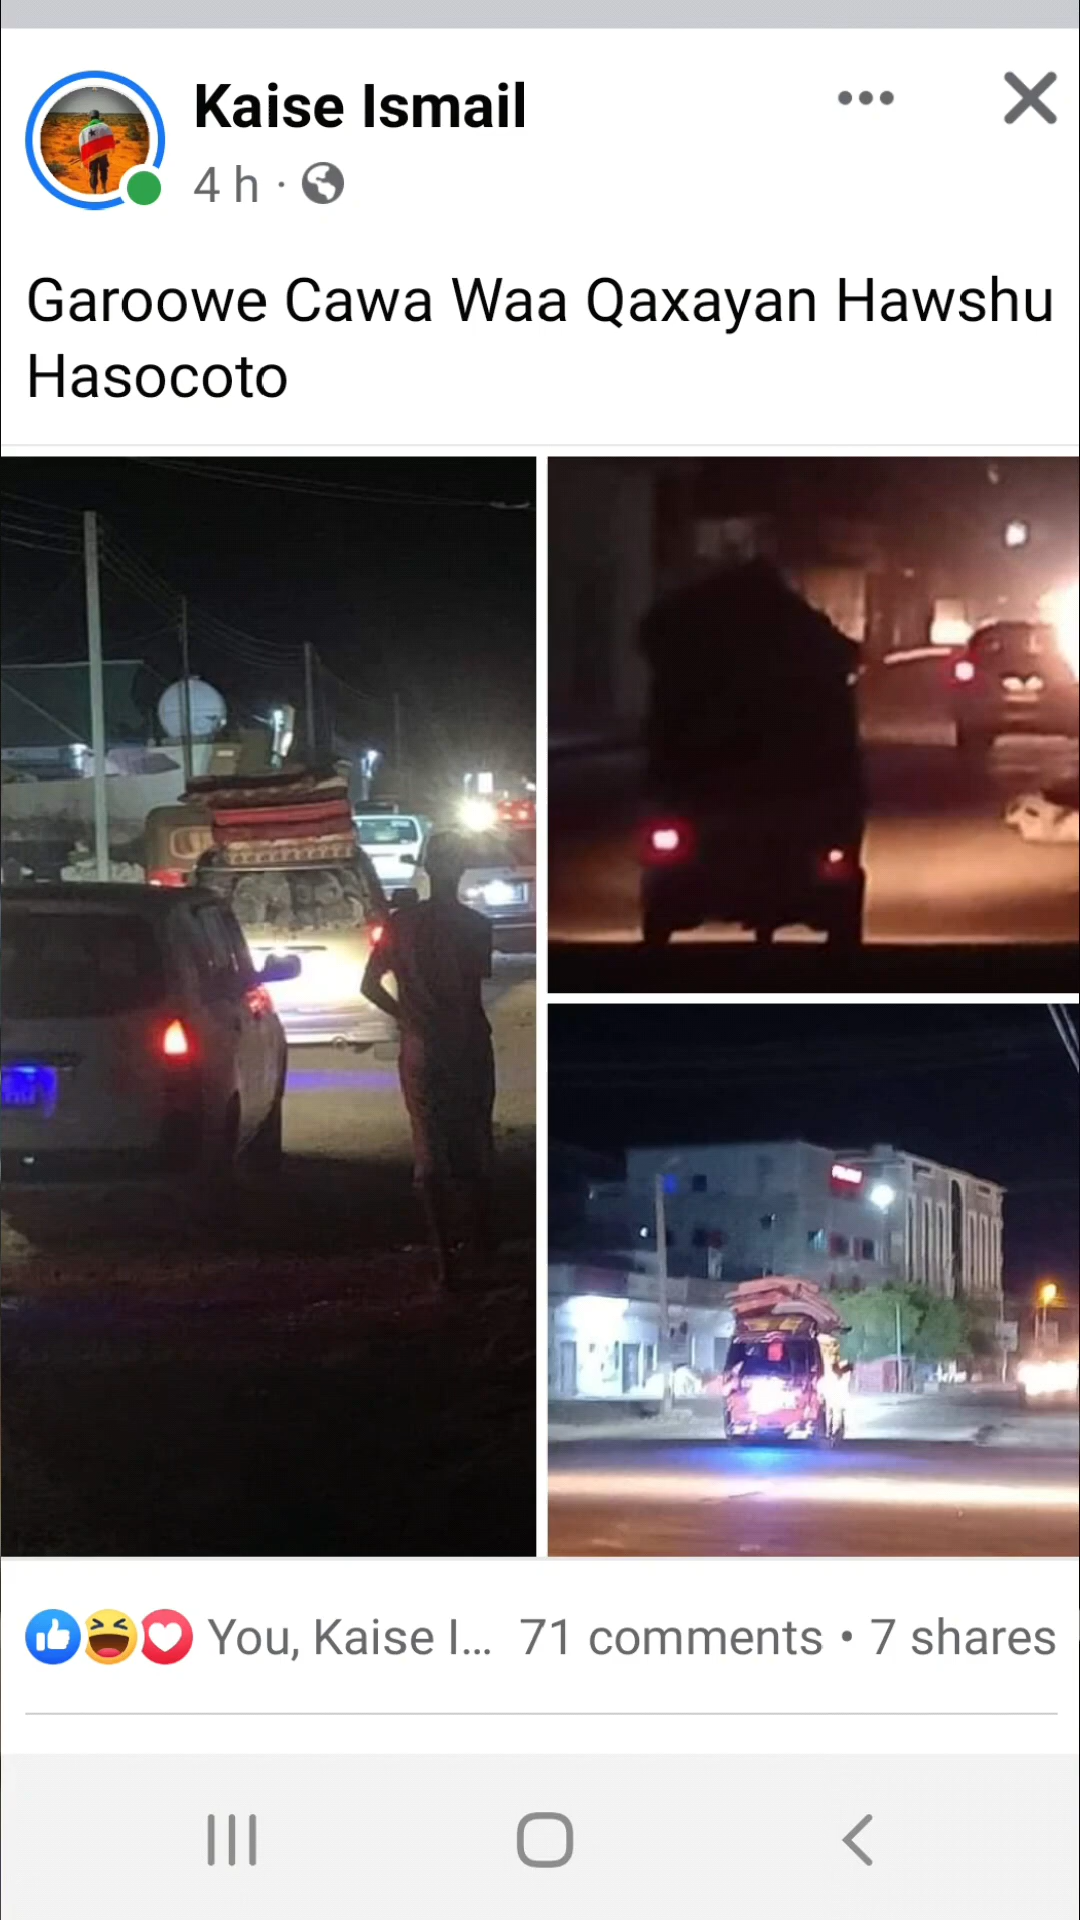 Kaise Ismail
4 h ·
Garoowe Cawa Waa Qaxayan Hawshu
Hasocoto
You, Kaise I... 71 comments • 7 shares